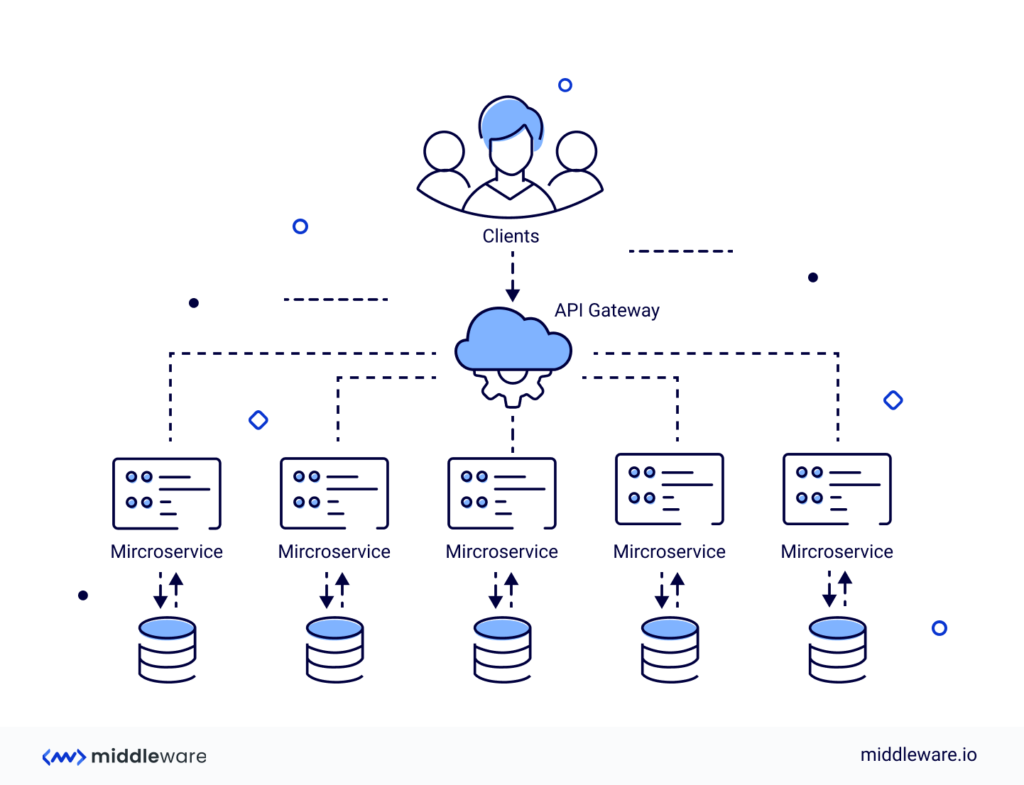 Clients
API Gateway
Mircroservice
Mircroservice
Mircroservice
Mircroservice
Mircroservice
middleware
middleware.io